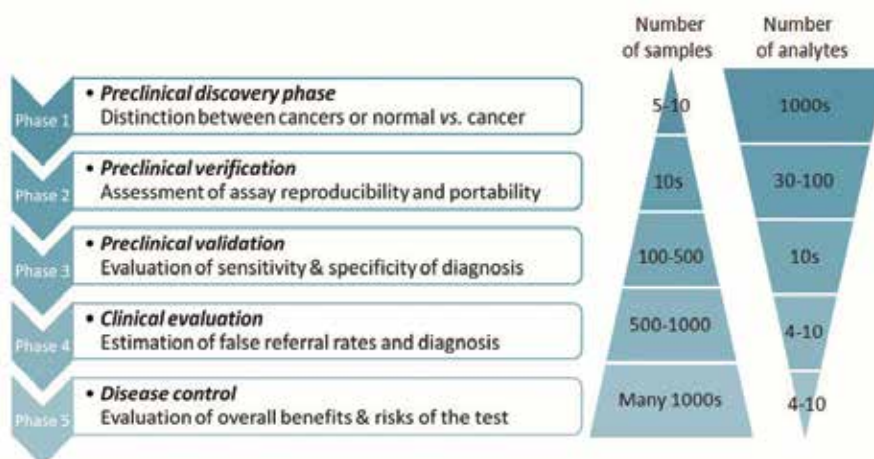 Number
of samples
Number
of analytes
Phase 1
• Preclinical discovery phase
Distinction between cancers or normal vs. cancer
5-10
1000s
Phase 2
• Preclinical verification
Assessment of assay reproducibility and portability
10s
30-100
Phase 3
• Preclinical validation
Evaluation of sensitivity & specificity of diagnosis
100-500
10s
Phase 4
• Clinical evaluation
Estimation of false referral rates and diagnosis
500-1000
4-10
Phase 5
• Disease control
Evaluation of overall benefits & risks of the test
Many 1000s
4-10